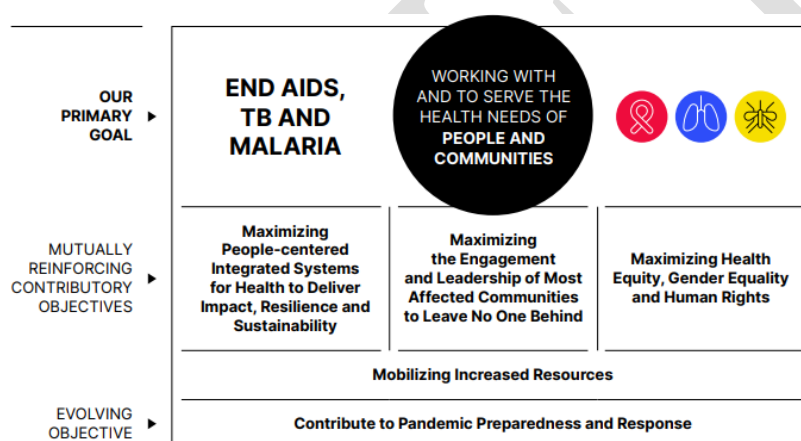 OUR
PRIMARY
GOAL
END AIDS,
TB AND
MALARIA
WORKING WITH
AND TO SERVE THE
HEALTH NEEDS OF
PEOPLE AND
COMMUNITIES
MUTUALLY
REINFORCING
CONTRIBUTORY
OBJECTIVES
Maximizing
People-centered
Integrated Systems
for Health to Deliver
Impact, Resilience and
Sustainability
Maximizing
the Engagement
and Leadership of Most
Affected Communities
to Leave No One Behind
Maximizing Health
Equity, Gender Equality
and Human Rights
Mobilizing Increased Resources
EVOLVING
OBJECTIVE
Contribute to Pandemic Preparedness and Response